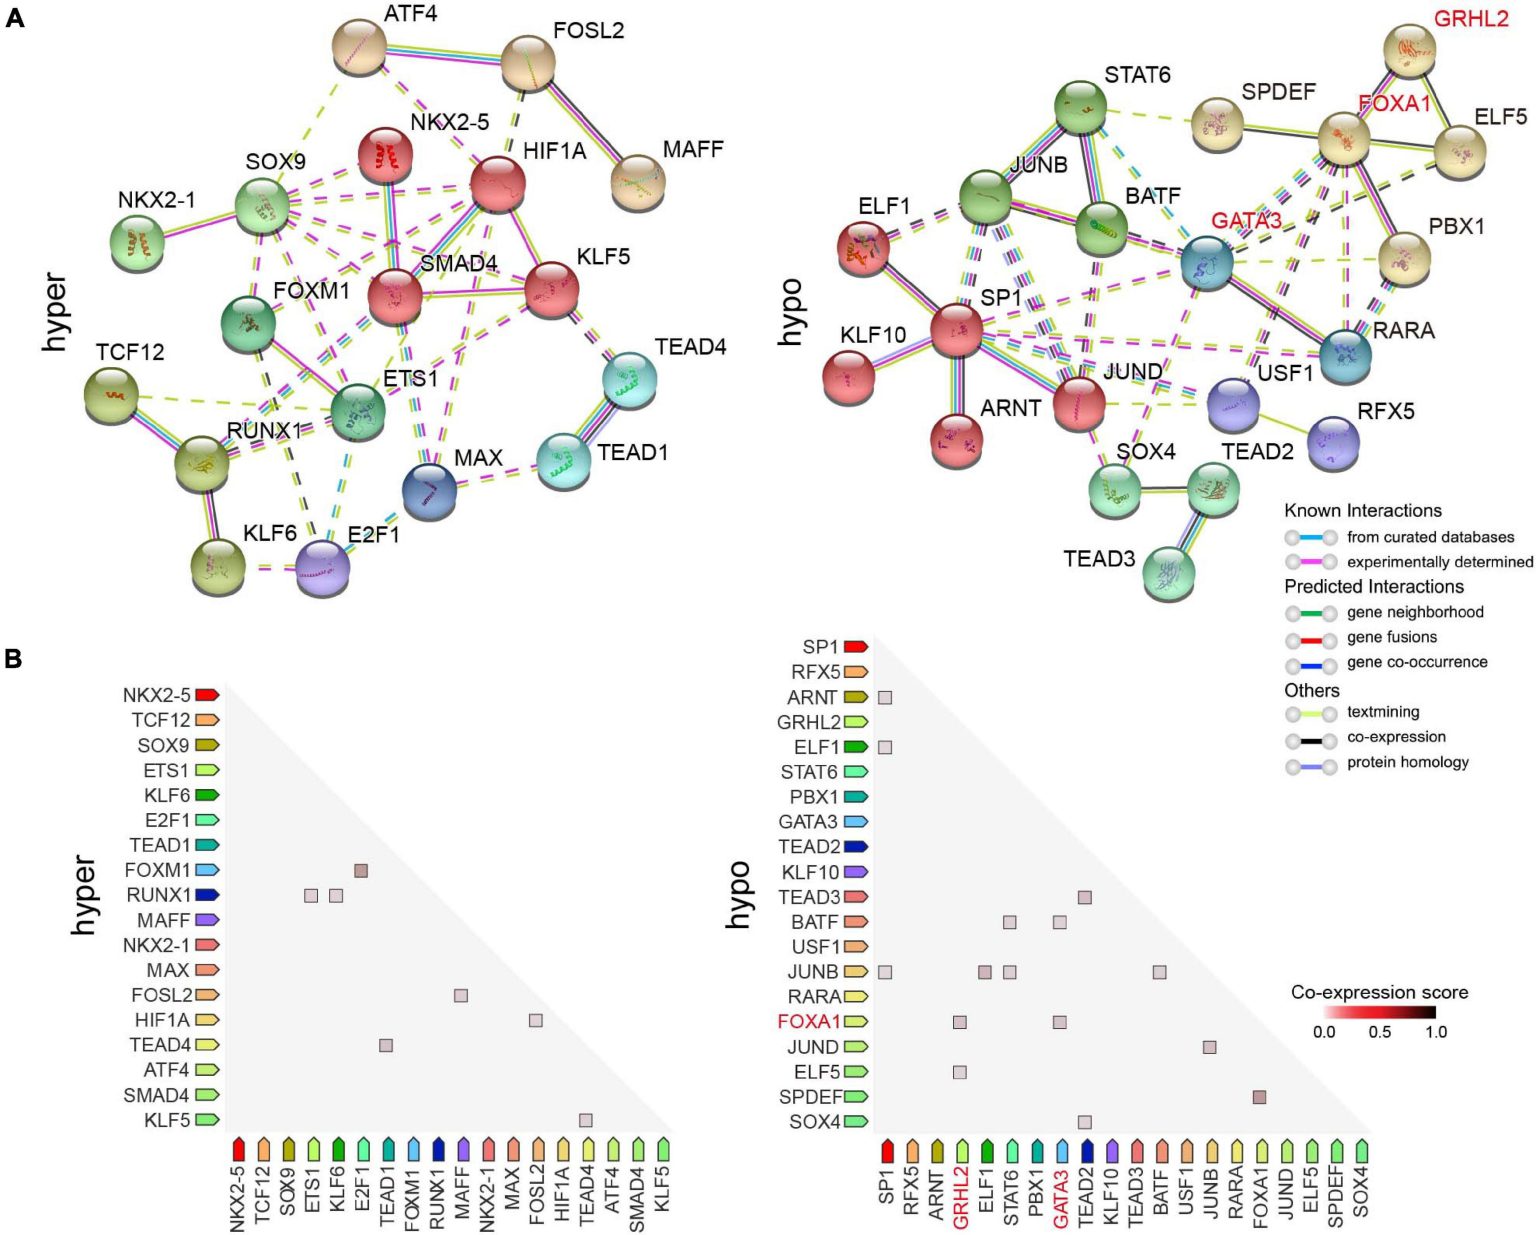 A
ATF4
FOSL2
NKX2-5
HIF1A
MAFF
SOX9
NKX2-1
SMAD4
KLF5
FOXM1
TCF12
TEAD4
ETS1
RUNX1
MAX
TEAD1
KLF6
E2F1
hyper
GRHL2
STAT6
SPDEF
FOXA1
ELF5
JUNB
BATF
ELF1
GATA3
PBX1
SP1
RARA
KLF10
JUND
USF1
ARNT
RFX5
SOX4
TEAD2
TEAD3
hypo
Known Interactions
from curated databases
experimentally determined
Predicted Interactions
gene neighborhood
gene fusions
gene co-occurrence
Others
textmining
co-expression
protein homology
B
hyper
NKX2-5
TCF12
SOX9
ETS1
KLF6
E2F1
TEAD1
FOXM1
RUNX1
MAFF
NKX2-1
MAX
FOSL2
HIF1A
TEAD4
ATF4
SMAD4
KLF5
NKX2-5
TCF12
SOX9
ETS1
KLF6
E2F1
TEAD1
FOXM1
RUNX1
MAFF
NKX2-1
MAX
FOSL2
HIF1A
TEAD4
ATF4
SMAD4
KLF5
hypo
SP1
RFX5
ARNT
GRHL2
ELF1
STAT6
PBX1
GATA3
TEAD2
KLF10
TEAD3
BATF
USF1
JUNB
RARA
FOXA1
JUND
ELF5
SPDEF
SOX4
SP1
RFX5
ARNT
GRHL2
ELF1
STAT6
PBX1
GATA3
TEAD2
KLF10
TEAD3
BATF
USF1
JUNB
RARA
FOXA1
JUND
ELF5
SPDEF
SOX4
Co-expression score
0.0 0.5 1.0